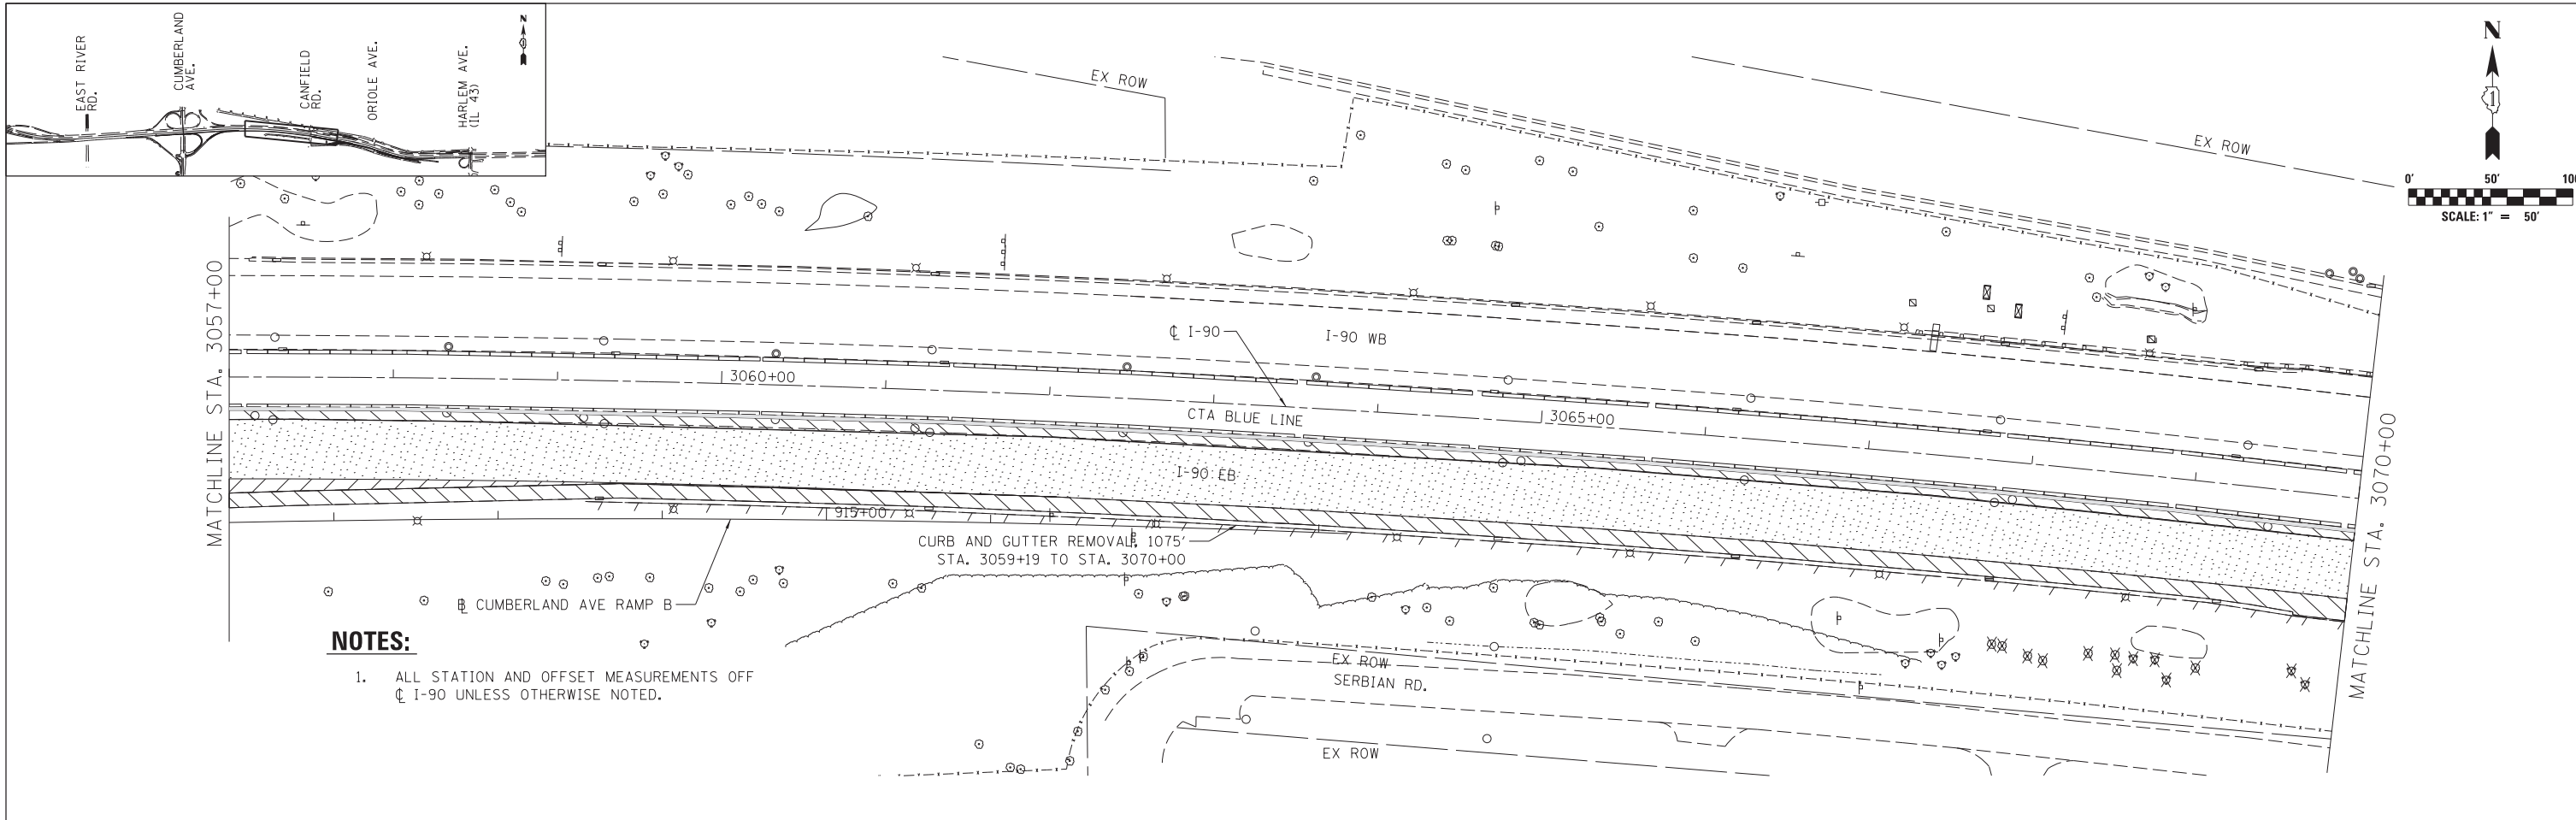 EAST RIVER
RD.
CUMBERLAND
AVE.
CANFIELD
RD.
ORIOLE AVE.
HARLEM AVE.
(IL 43)
N
EX ROW
EX ROW
N
1
0' 50'
SCALE: 1" = 50'
MATCHLINE STA. 3057+00
℄ I-90
I-90 WB
3060+00
CTA BLUE LINE
3065+00
I-90 EB
915+00
CURB AND GUTTER REMOVAL, 1075'
STA. 3059+19 TO STA. 3070+00
MATCHLINE STA. 3070+00
CUMBERLAND AVE RAMP B
NOTES:
1. ALL STATION AND OFFSET MEASUREMENTS OFF
℄ I-90 UNLESS OTHERWISE NOTED.
EX ROW
SERBIAN RD.
EX ROW